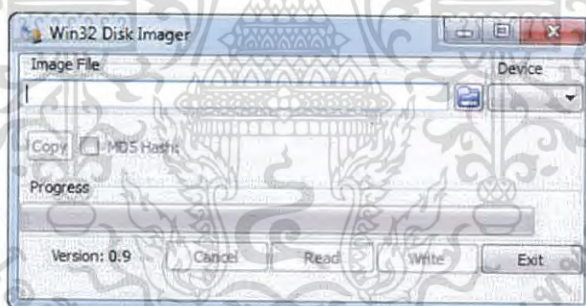 Win32 Disk Imager
Image File
Device
Copy MD5 Hash:
Progress
Version: 0.9 Cancel Read Write Exit